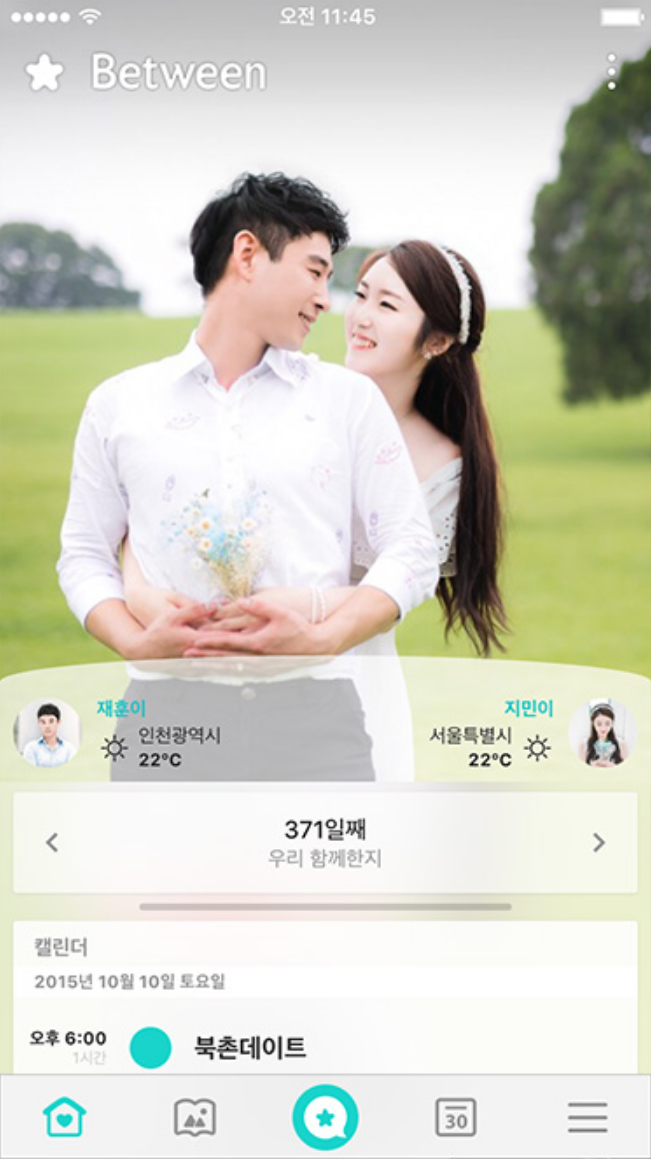 오전 11:45
Between
재훈이
인천광역시
22°C
지민이
서울특별시
22°C
371일째
우리 함께한지
캘린더
2015년 10월 10일 토요일
오후 6:00
1시간
북촌데이트
30